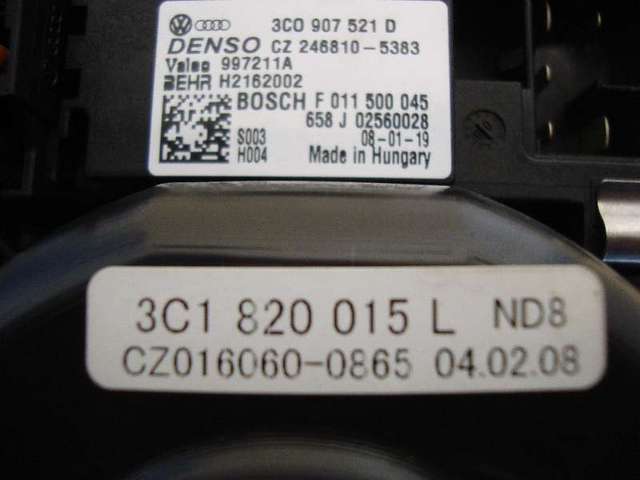 3C0 907 521 D
DENSO CZ 246810-5383
Valeo 997211A
BEHR H2162002
BOSCH F 011 500 045
658 J 02560028
S003 08-01-19
H004 Made in Hungary
3C1 820 015 L ND8
CZ016060-0865 04.02.08